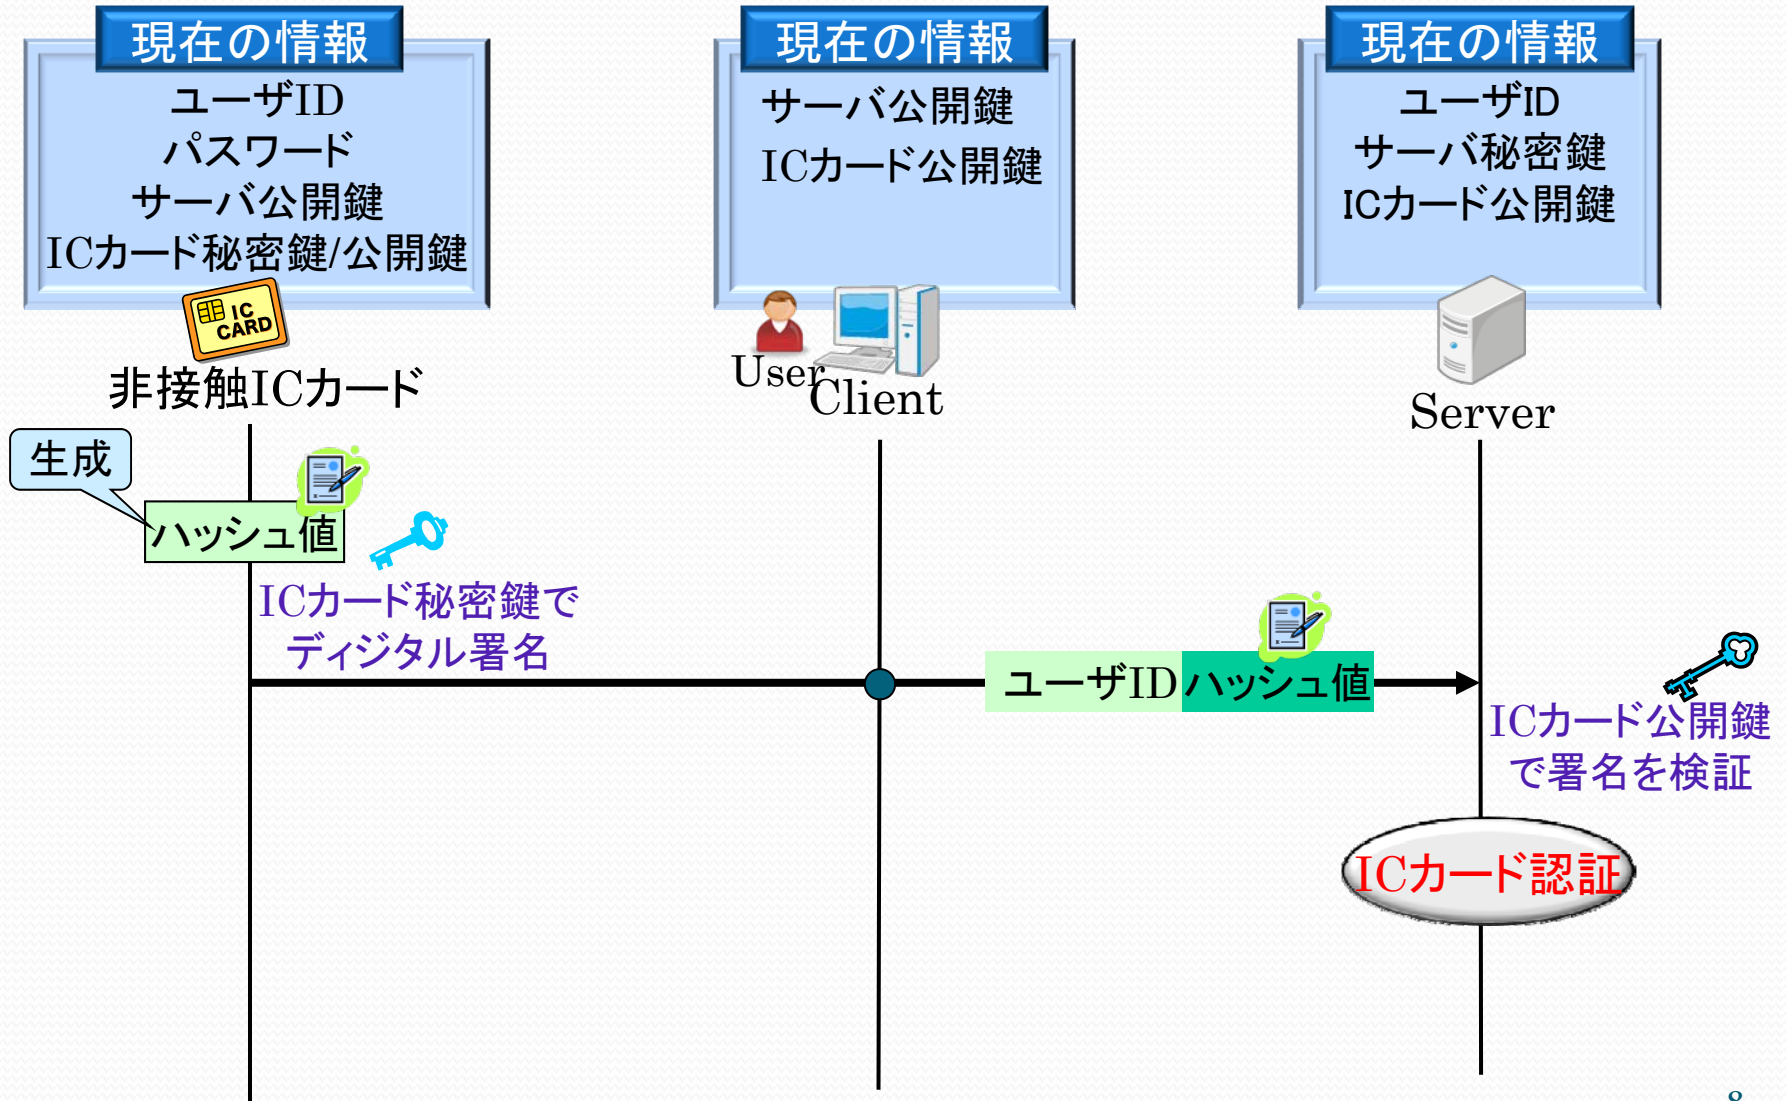 現在の情報
ユーザID
パスワード
サーバ公開鍵
ICカード秘密鍵/公開鍵
IC
CARD
非接触ICカード
現在の情報
サーバ公開鍵
ICカード公開鍵
User
Client
現在の情報
ユーザID
サーバ秘密鍵
ICカード公開鍵
Server
生成
ハッシュ値
ICカード秘密鍵で
ディジタル署名
ユーザID ハッシュ値
ICカード公開鍵
で署名を検証
ICカード認証
8